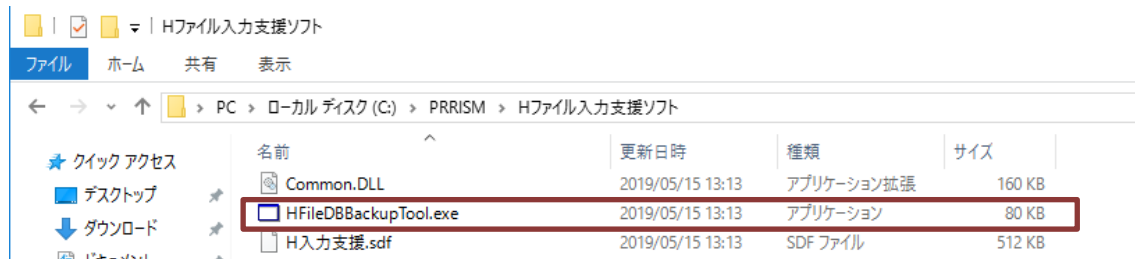 Hファイル入力支援ソフト
ファイル ホーム 共有 表示
PC > ローカル ディスク (C:) > PRRISM > Hファイル入力支援ソフト
クイック アクセス
デスクトップ
ダウンロード
ドキュメント
名前 更新日時 種類 サイズ
Common.DLL 2019/05/15 13:13 アプリケーション拡張 160 KB
HFileDBBackupTool.exe 2019/05/15 13:13 アプリケーション 80 KB
H入力支援.sdf 2019/05/15 13:13 SDF ファイル 512 KB